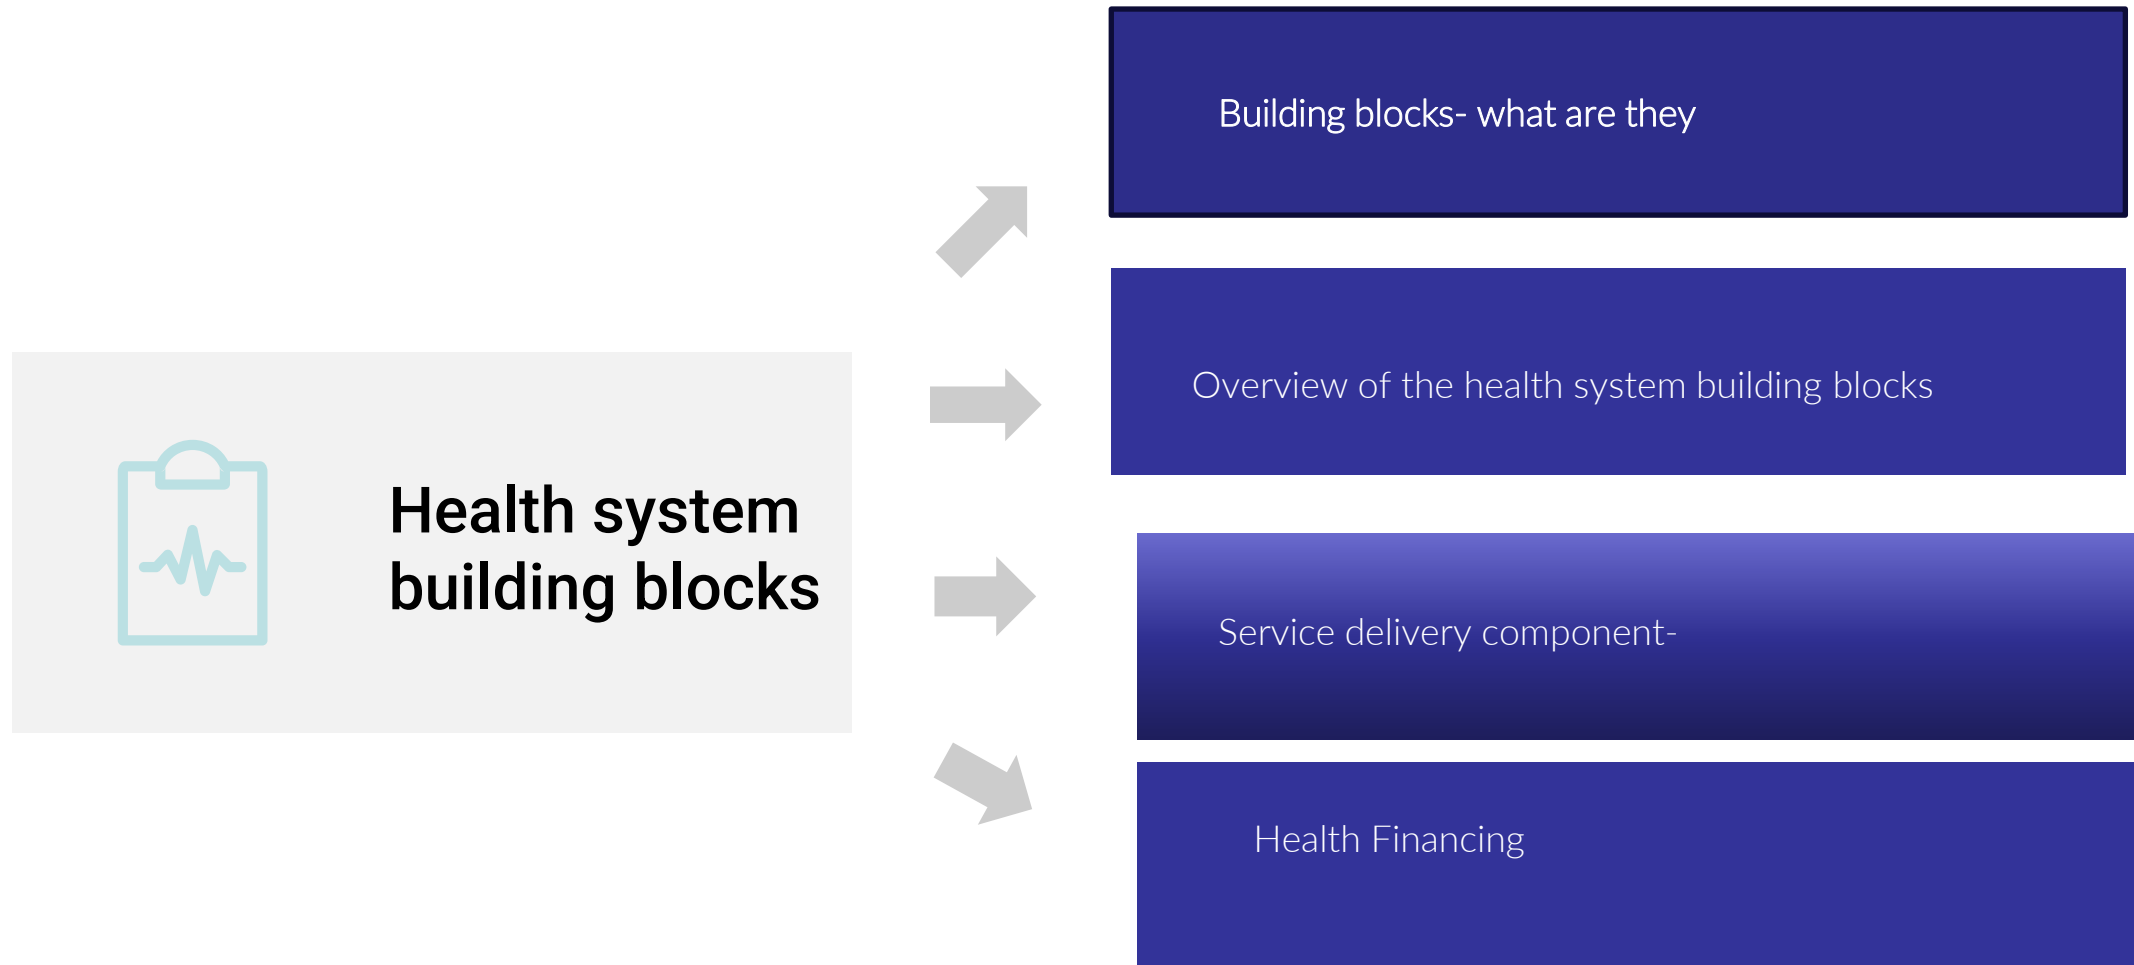 Health system
building blocks
Building blocks- what are they
Overview of the health system building blocks
Service delivery component-
Health Financing